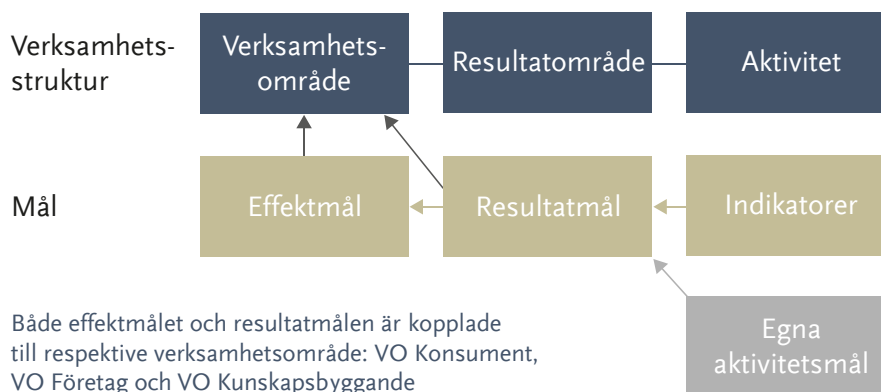 Verksamhets-
struktur
Verksamhets-
område
Resultatområde
Aktivitet
Mål
Effektmål
Resultatmål
Indikatorer
Egna
aktivitetsmål
Både effektmålet och resultatmålen är kopplade
till respektive verksamhetsområde: VO Konsument,
VO Företag och VO Kunskapsbyggande